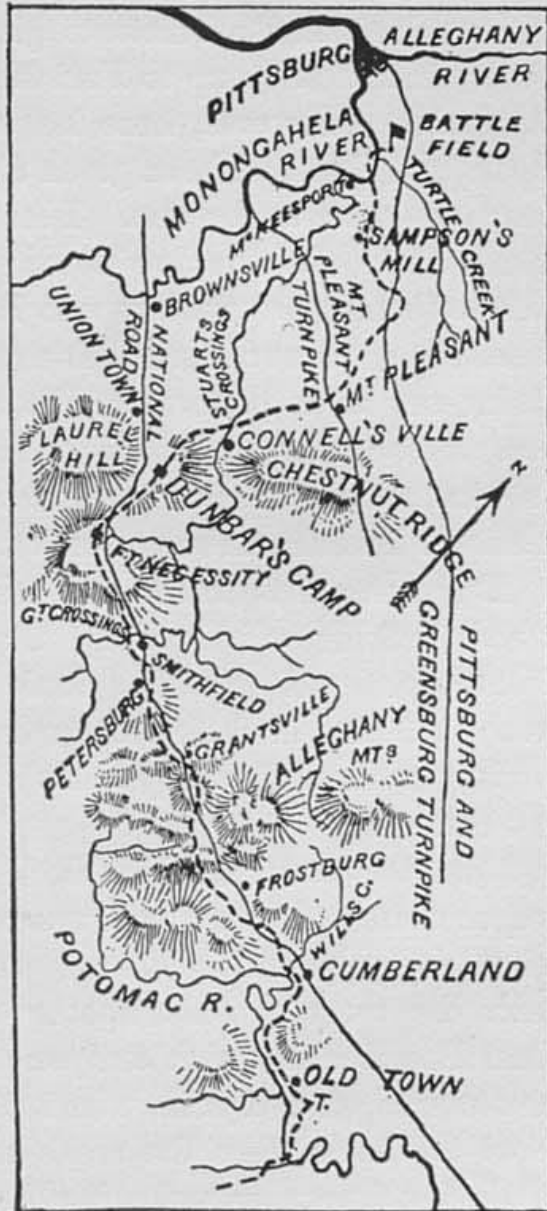 ALLEGHANY
RIVER
PITTSBURG
BATTLE
FIELD
MONONGAHELA
RIVER
McKEESPORT
TURTLE CREEK
SAMPSON'S
MILL
BROWNSVILLE
UNION TOWN
NATIONAL
ROAD
STUARTS
CROSSINGS
MT PLEASANT
TURNPIKE
MT PLEASANT
LAUREL
HILL
CONNELL'S VILLE
CHESTNUT RIDGE
DUNBAR'S CAMP
N
FT. NECESSITY
GT CROSSINGS
SMITHFIELD
PETERSBURG
GRANTSVILLE
ALLEGHANY
MTS
PITTSBURG AND
GREENSBURG TURNPIKE
FROSTBURG
WILLS C.
CUMBERLAND
POTOMAC R.
OLD TOWN
T.